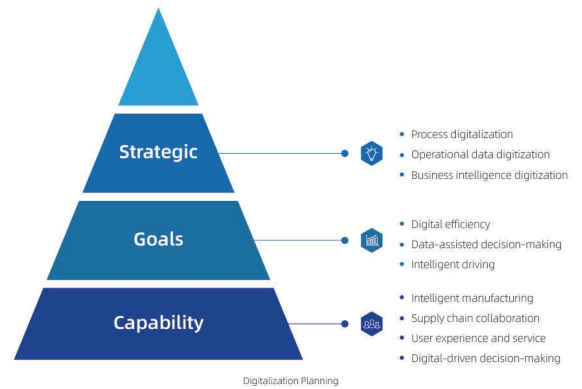 Strategic
• Process digitalization
• Operational data digitization
• Business intelligence digitization
Goals
• Digital efficiency
• Data-assisted decision-making
• Intelligent driving
Capability
• Intelligent manufacturing
• Supply chain collaboration
• User experience and service
• Digital-driven decision-making
Digitalization Planning